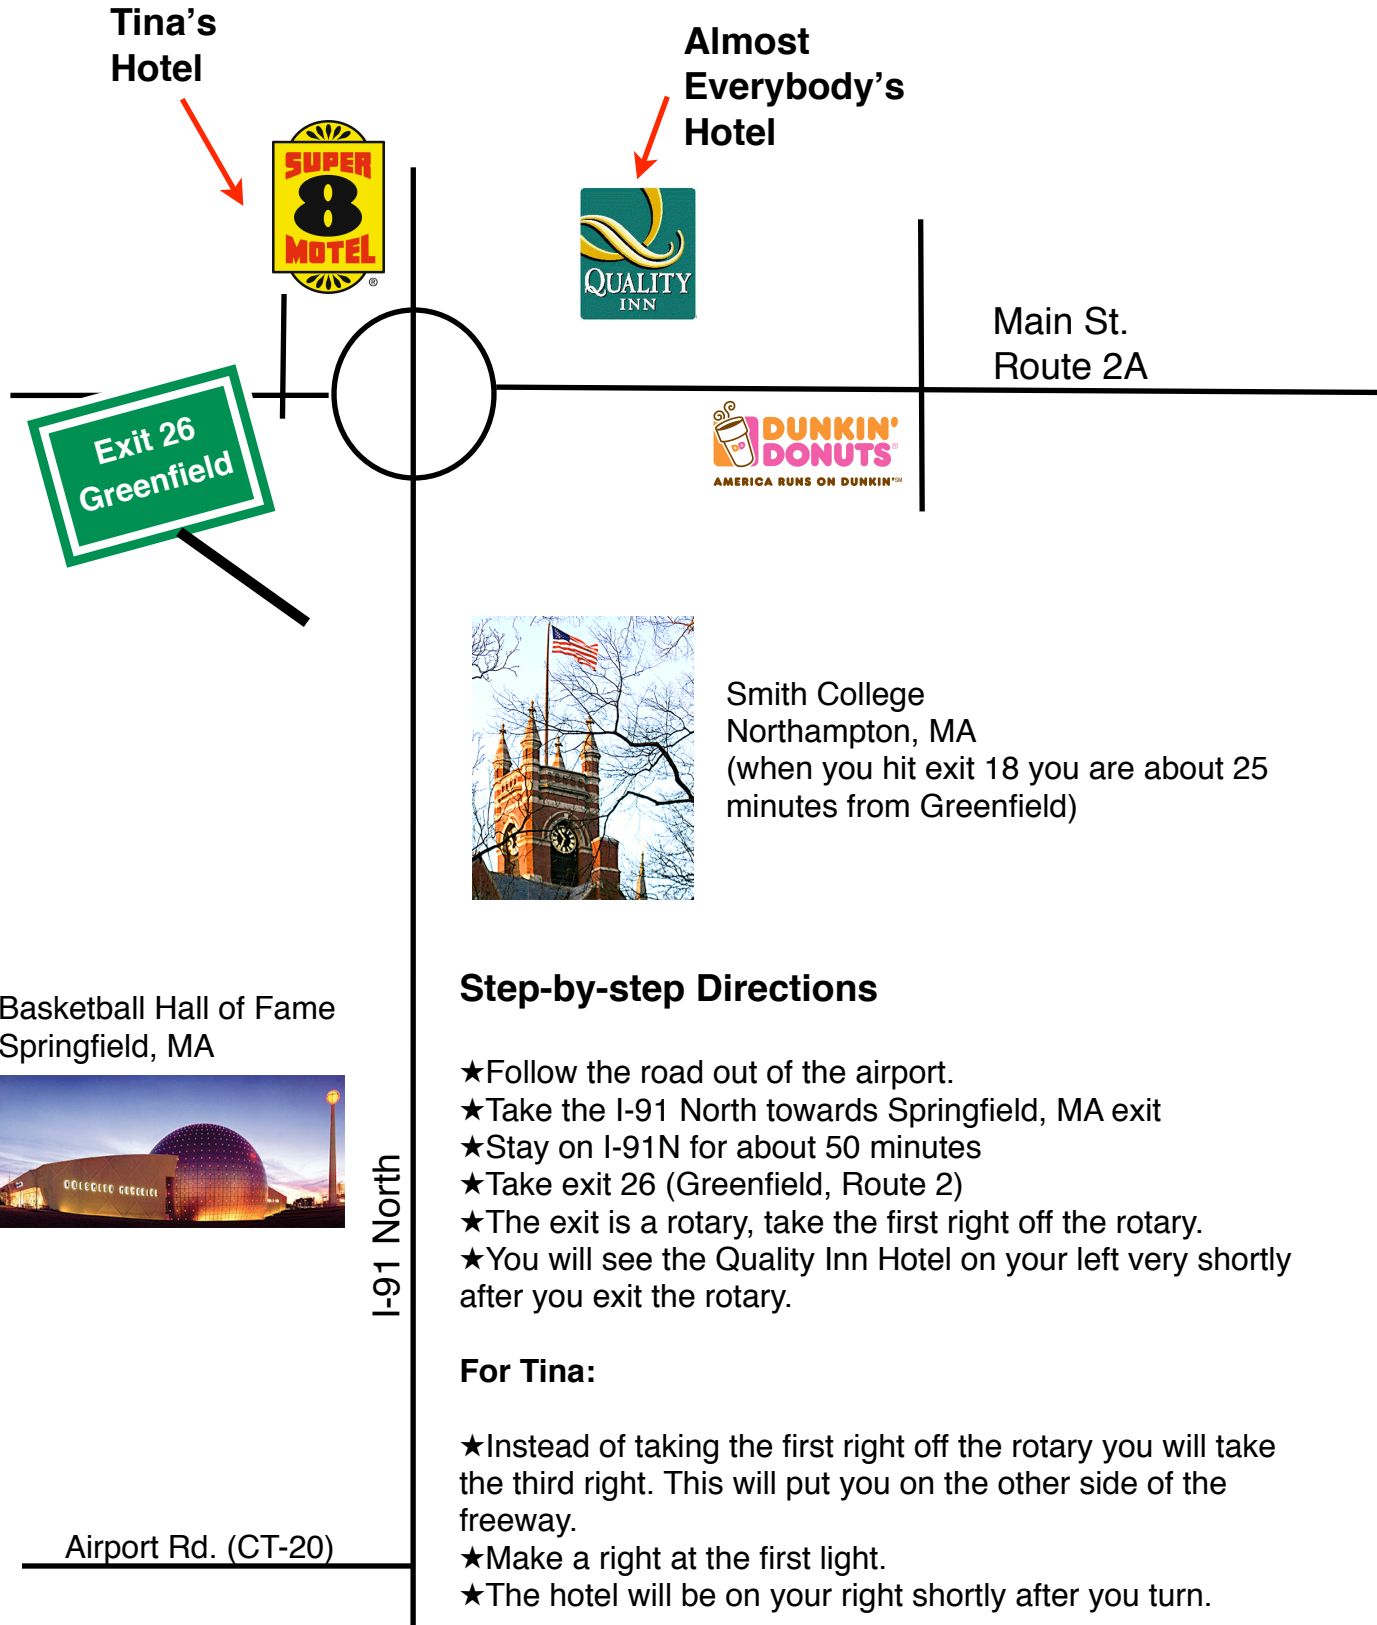 Tina’s
Hotel
Almost
Everybody’s
Hotel
SUPER
8
MOTEL
®
QUALITY
INN
Main St.
Route 2A
Exit 26
Greenfield
DD
DUNKIN'
DONUTS®
AMERICA RUNS ON DUNKIN'℠
Smith College
Northampton, MA
(when you hit exit 18 you are about 25
minutes from Greenfield)
Step-by-step Directions
Basketball Hall of Fame
Springfield, MA
★Follow the road out of the airport.
★Take the I-91 North towards Springfield, MA exit
★Stay on I-91N for about 50 minutes
★Take exit 26 (Greenfield, Route 2)
★The exit is a rotary, take the first right off the rotary.
★You will see the Quality Inn Hotel on your left very shortly
after you exit the rotary.
I-91 North
For Tina:
★Instead of taking the first right off the rotary you will take
the third right. This will put you on the other side of the
freeway.
★Make a right at the first light.
★The hotel will be on your right shortly after you turn.
Airport Rd. (CT-20)